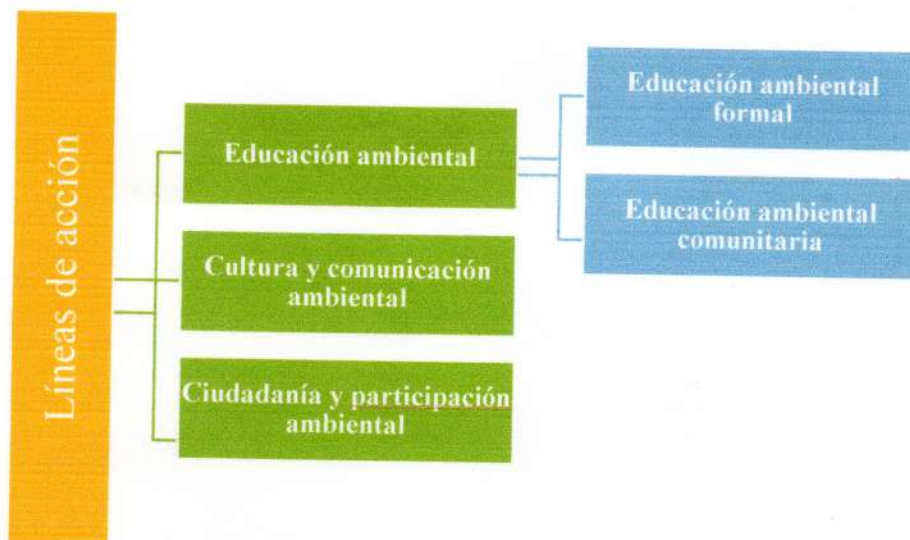 Líneas de acción
Educación ambiental
Cultura y comunicación
ambiental
Ciudadanía y participación
ambiental
Educación ambiental
formal
Educación ambiental
comunitaria